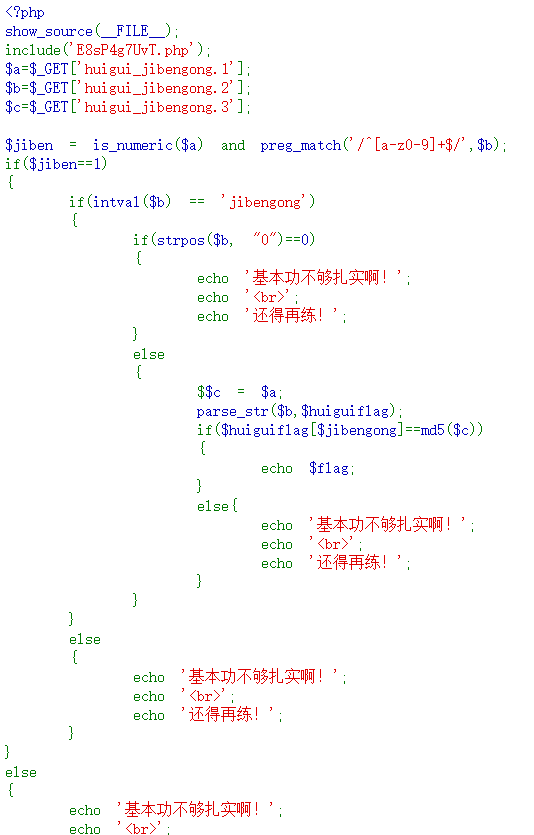 <?php
show_source(__FILE__);
include('E8sP4g7UvT.php');
$a=$_GET['huigui_jibengong.1'];
$b=$_GET['huigui_jibengong.2'];
$c=$_GET['huigui_jibengong.3'];
$jiben = is_numeric($a) and preg_match('/^[a-z0-9]+$/',$b);
if($jiben==1)
{
if(intval($b) == 'jibengong')
{
if(strpos($b, "0")==0)
{
echo '基本功不够扎实啊！';
echo '<br>';
echo '还得再练！';
}
else
{
$$c = $a;
parse_str($b,$huiguiflag);
if($huiguiflag[$jibengong]==md5($c))
{
echo $flag;
}
else{
echo '基本功不够扎实啊！';
echo '<br>';
echo '还得再练！';
}
}
}
else
{
echo '基本功不够扎实啊！';
echo '<br>';
echo '还得再练！';
}
}
else
{
echo '基本功不够扎实啊！';
echo '<br>';